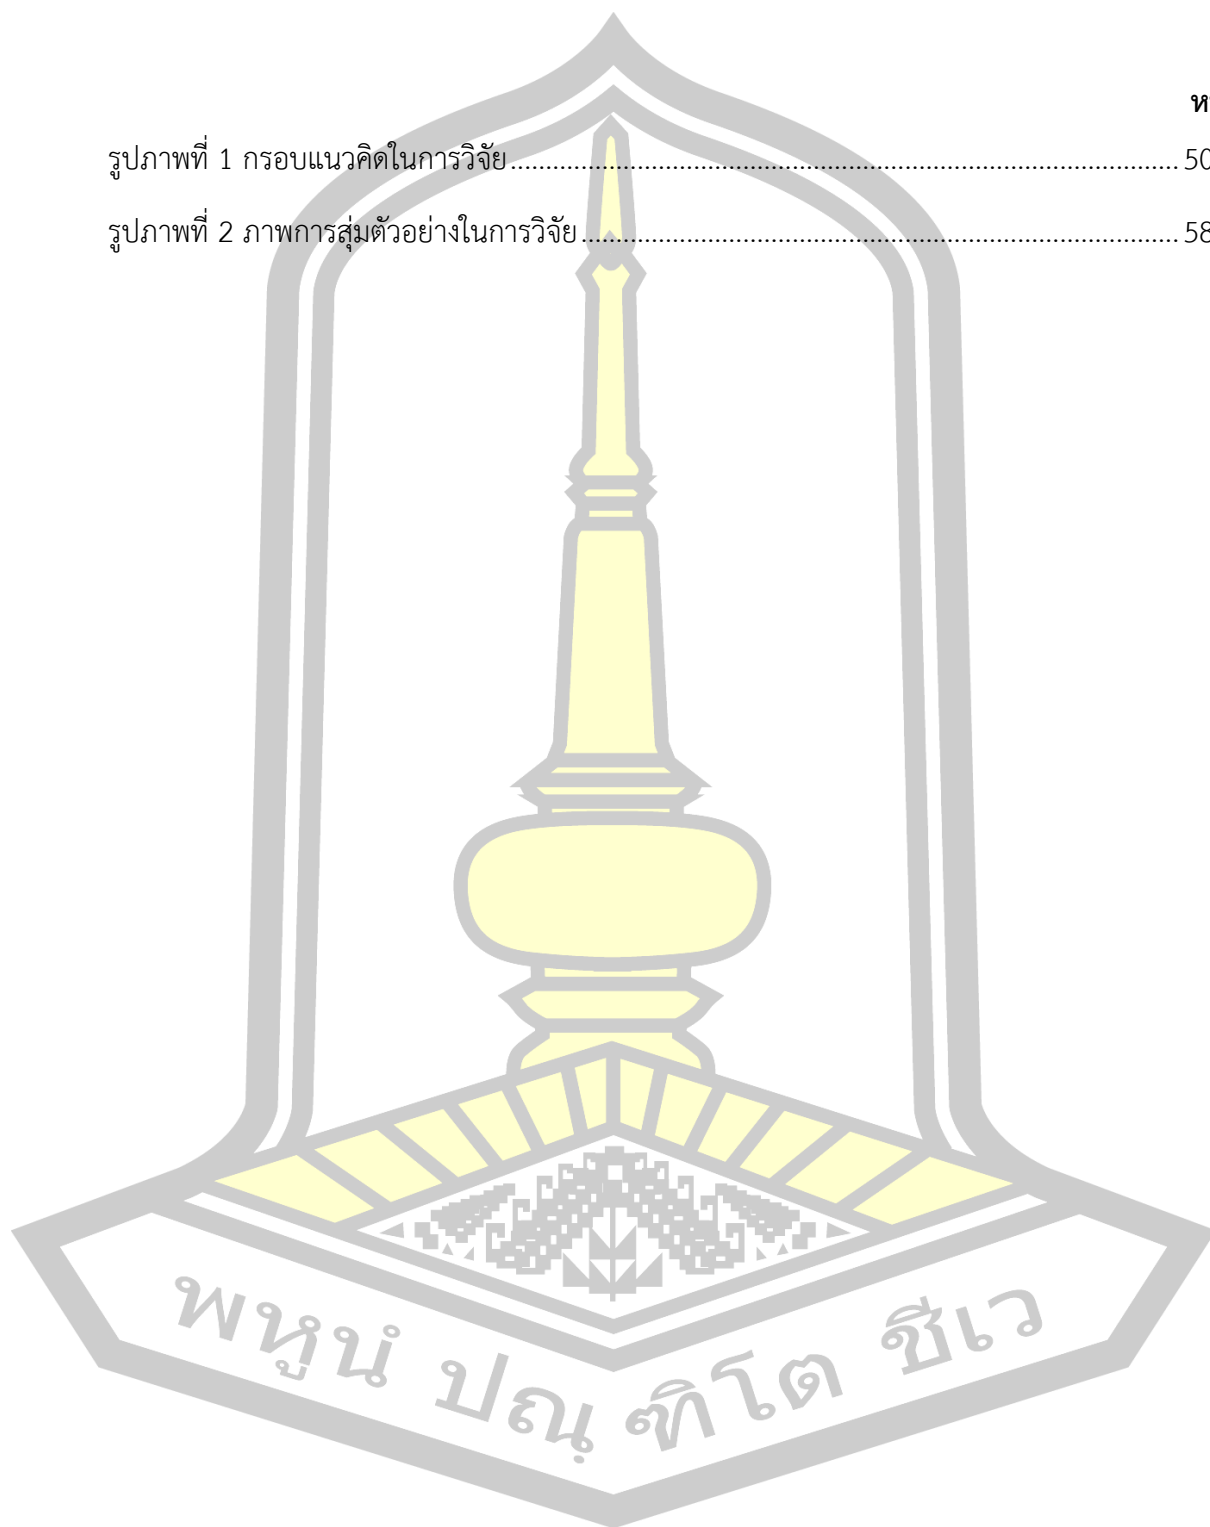 รูปภาพที่ 1 กรอบแนวคิดในการวิจัย 50
รูปภาพที่ 2 ภาพการสุ่มตัวอย่างในการวิจัย 58
พหูนํ ปณฺฑิโต ชีเว